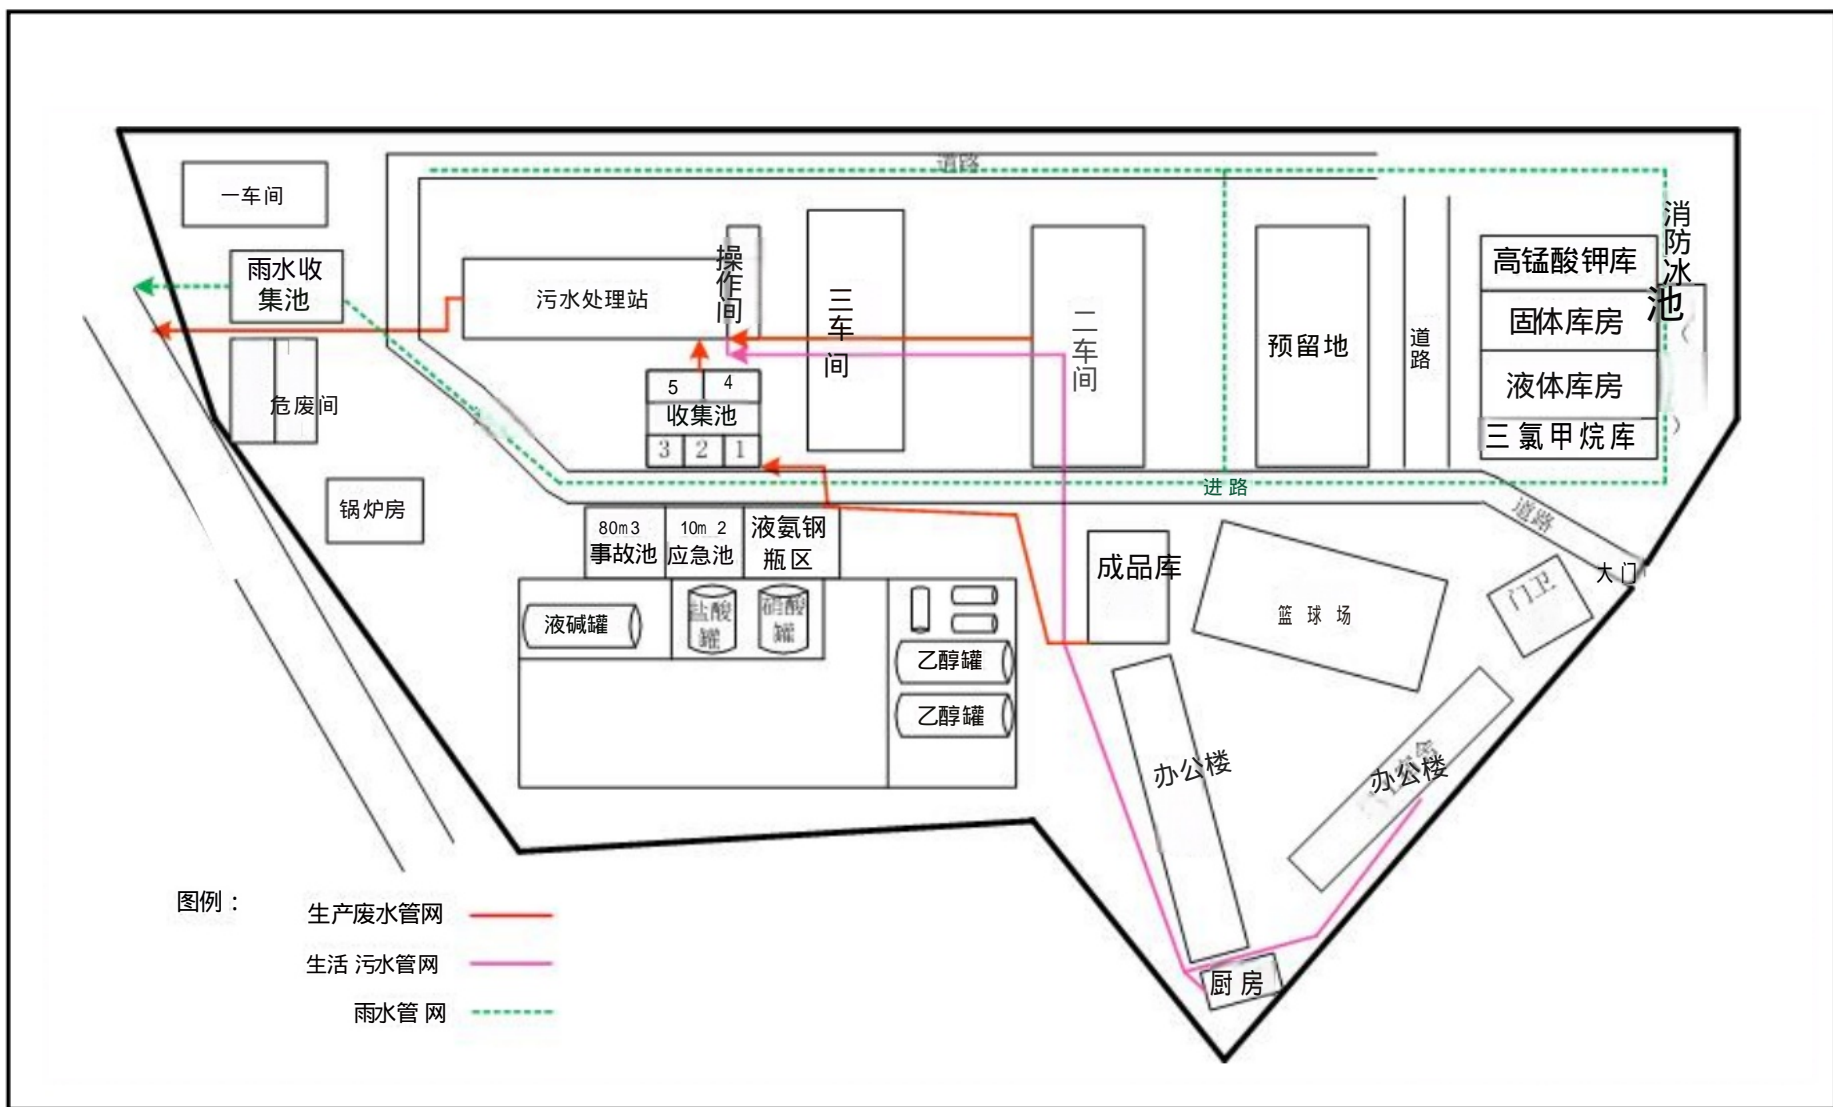 道路
一车间
雨水收
集池
危废间
锅炉房
污水处理站
操作间
三车间
二车间
预留地
道路
消防冰池
高锰酸钾库
固体库房
液体库房
三氯甲烷库
5
4
收集池
3
2
1
进路
道路
大门
门卫
80m3
事故池
10m 2
应急池
液氨钢
瓶区
液碱罐
盐酸
罐
硝酸
罐
乙醇罐
乙醇罐
成品库
篮球场
办公楼
办公楼
厨房
图例：
生产废水管网
生活 污水管网
雨水管 网